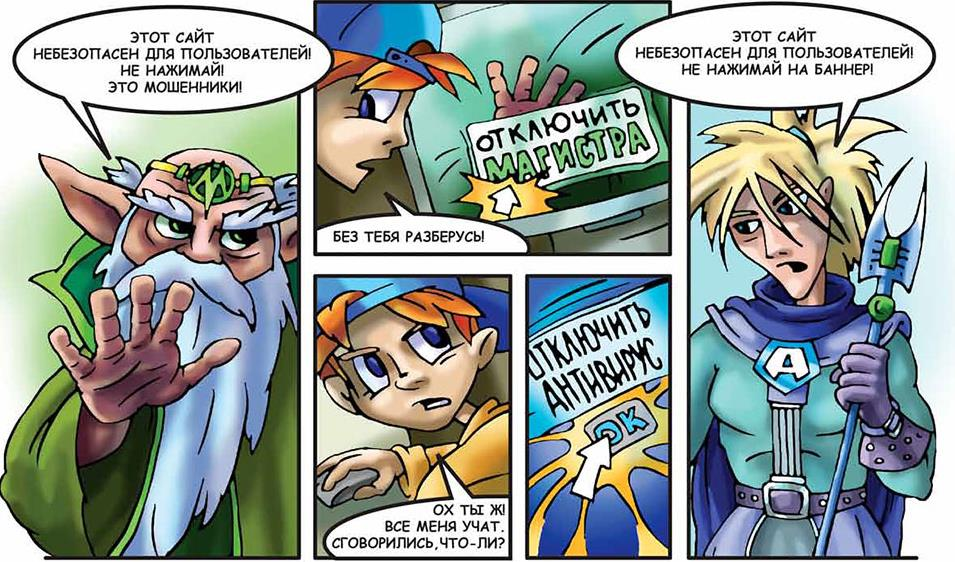 ЭТОТ САЙТ
НЕБЕЗОПАСЕН ДЛЯ ПОЛЬЗОВАТЕЛЕЙ!
НЕ НАЖИМАЙ!
ЭТО МОШЕННИКИ!
М
ОТКЛЮЧИТЬ
МАГИСТРА
БЕЗ ТЕБЯ РАЗБЕРУСЬ!
ЭТОТ САЙТ
НЕБЕЗОПАСЕН ДЛЯ ПОЛЬЗОВАТЕЛЕЙ!
НЕ НАЖИМАЙ НА БАННЕР!
А
ОХ ТЫ Ж!
ВСЕ МЕНЯ УЧАТ.
СГОВОРИЛИСЬ,ЧТО-ЛИ?
ОТКЛЮЧИТЬ
АНТИВИРУС
OK